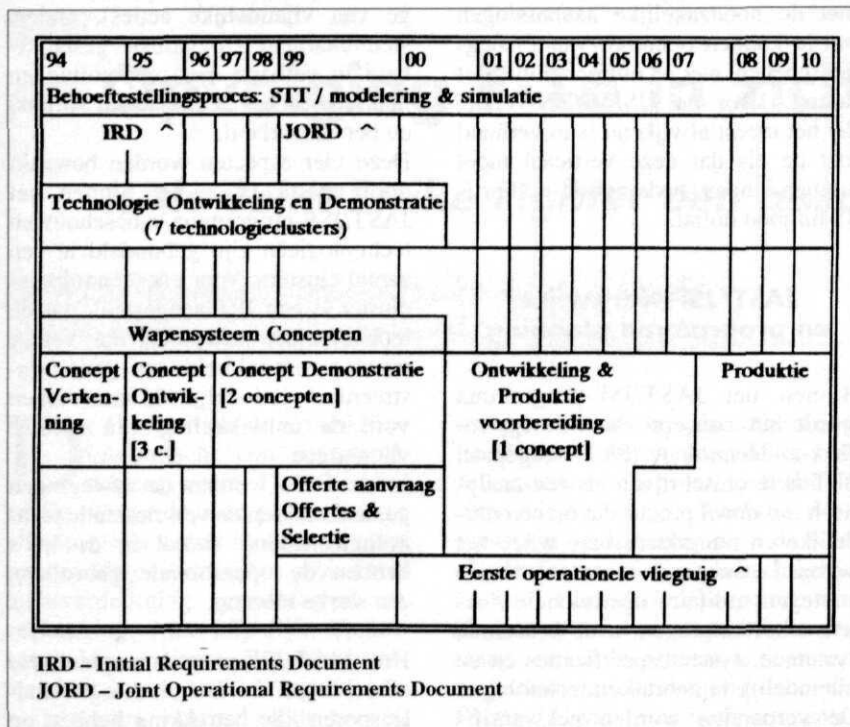 94 95 96 97 98 99 00 01 02 03 04 05 06 07 08 09 10
Behoeftestellingsproces: STT / modelering & simulatie
IRD ^ JORD ^
Technologie Ontwikkeling en Demonstratie
(7 technologieclusters)
Wapensysteem Concepten
Concept
Verken-
ning
Concept
Ontwik-
keling
[3 c.]
Concept Demonstratie
[2 concepten]
Ontwikkeling &
Produktie
voorbereiding
[1 concept]
Produktie
Offerte aanvraag
Offertes &
Selectie
Eerste operationele vliegtuig ^
IRD - Initial Requirements Document
JORD – Joint Operational Requirements Document